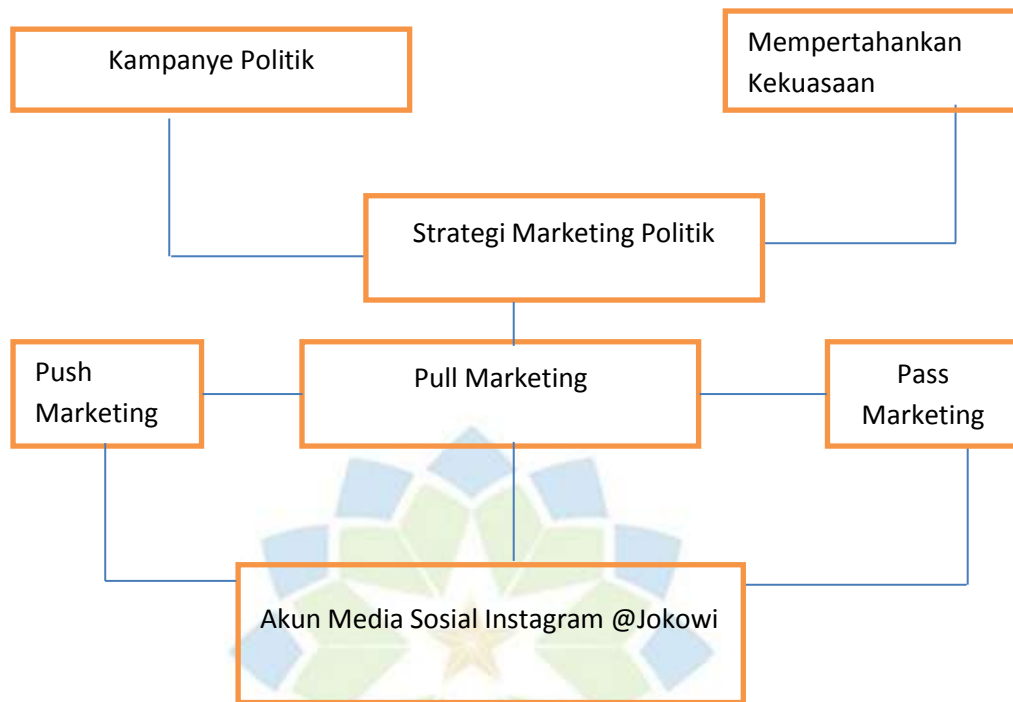 Kampanye Politik
Mempertahankan
Kekuasaan
Strategi Marketing Politik
Push
Marketing
Pull Marketing
Pass
Marketing
Akun Media Sosial Instagram @Jokowi